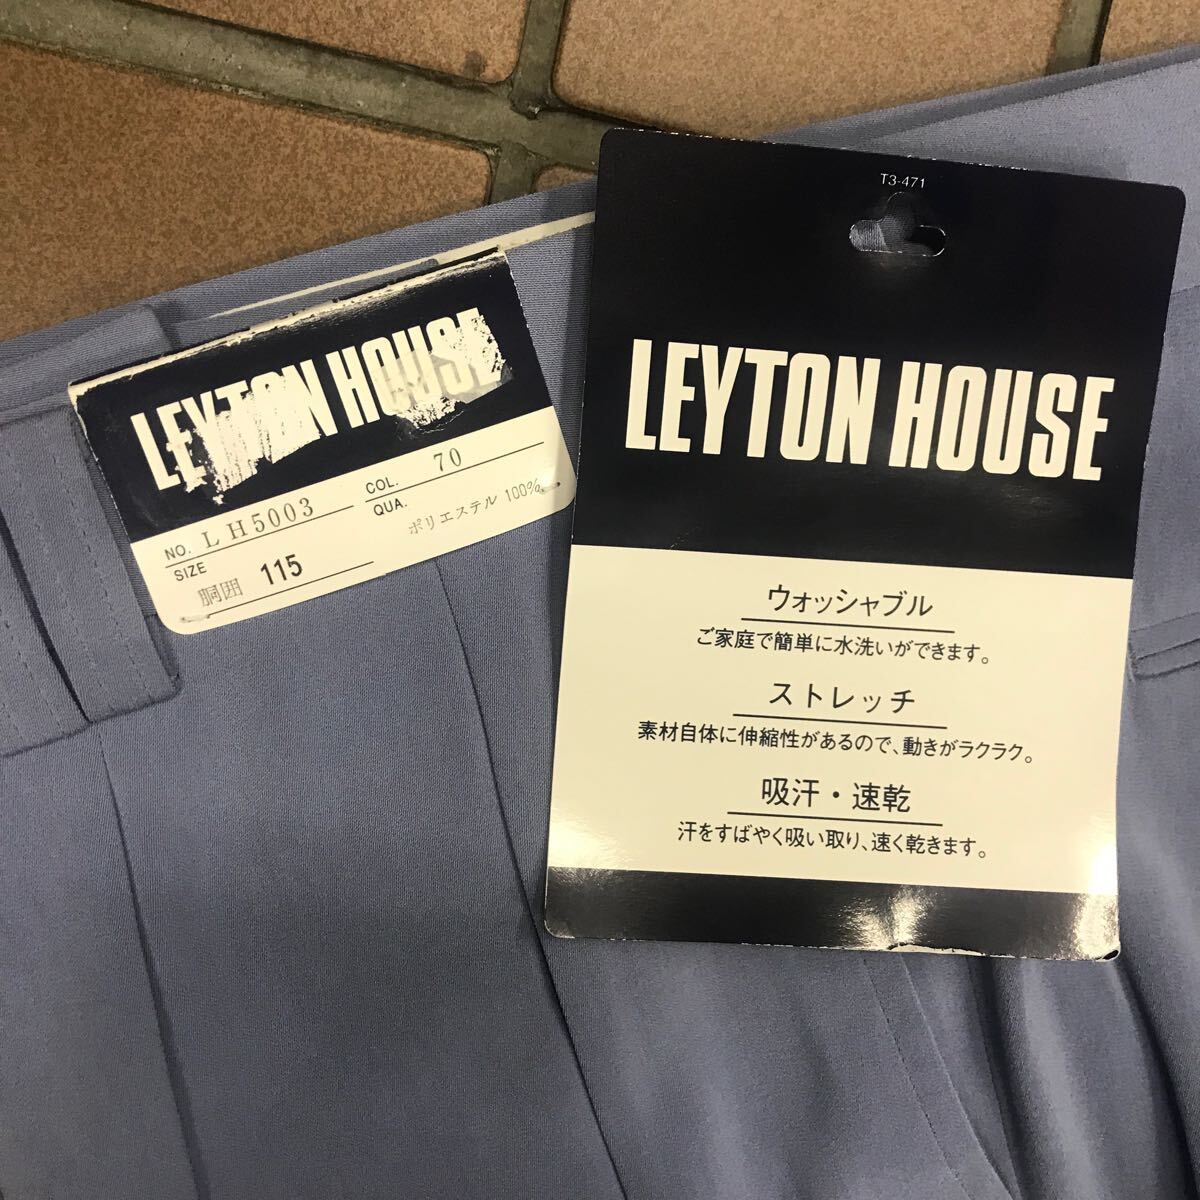 LEYTON HOUSE
NO. LH5003
COL. 70
SIZE
胴囲 115
QUA.
ポリエステル 100%
T3-471
LEYTON HOUSE
ウォッシャブル
ご家庭で簡単に水洗いができます。
ストレッチ
素材自体に伸縮性があるので、動きがラクラク。
吸汗・速乾
汗をすばやく吸い取り、速く乾きます。